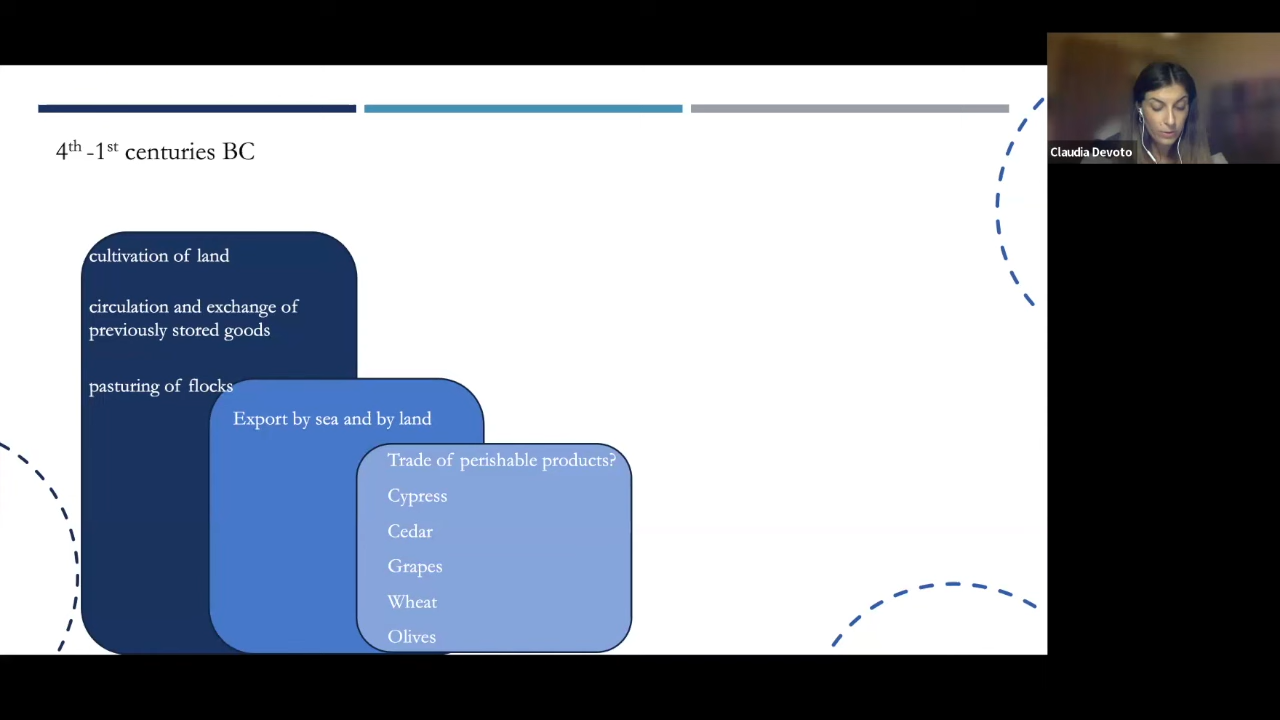 4th -1st centuries BC
cultivation of land
circulation and exchange of
previously stored goods
pasturing of flocks
Export by sea and by land
Trade of perishable products?
Cypress
Cedar
Grapes
Wheat
Olives
Claudia Devoto